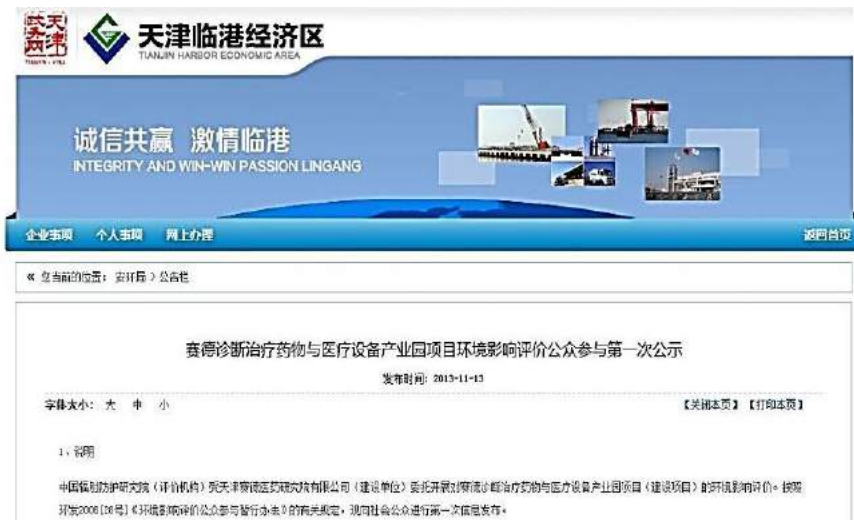 天津
政务网
天津临港经济区
TIANJIN HARBOR ECONOMIC AREA
诚信共赢 激情临港
INTEGRITY AND WIN-WIN PASSION LINGANG
企业事项 个人事项 网上办理 返回首页
« 您当前的位置: 安环局 > 公告栏
赛德诊断治疗药物与医疗设备产业园项目环境影响评价公众参与第一次公示
发布时间: 2013-11-13
字体大小: 大 中 小 【关闭本页】【打印本页】
1、说明
中国辐射防护研究院（评价机构）受天津赛德医药研究院有限公司（建设单位）委托开展对赛德诊断治疗药物与医疗设备产业园项目（建设项目）的环境影响评价。按照
环发2006[28号]《环境影响评价公众参与暂行办法》的有关规定，现向社会公众进行第一次信息发布。